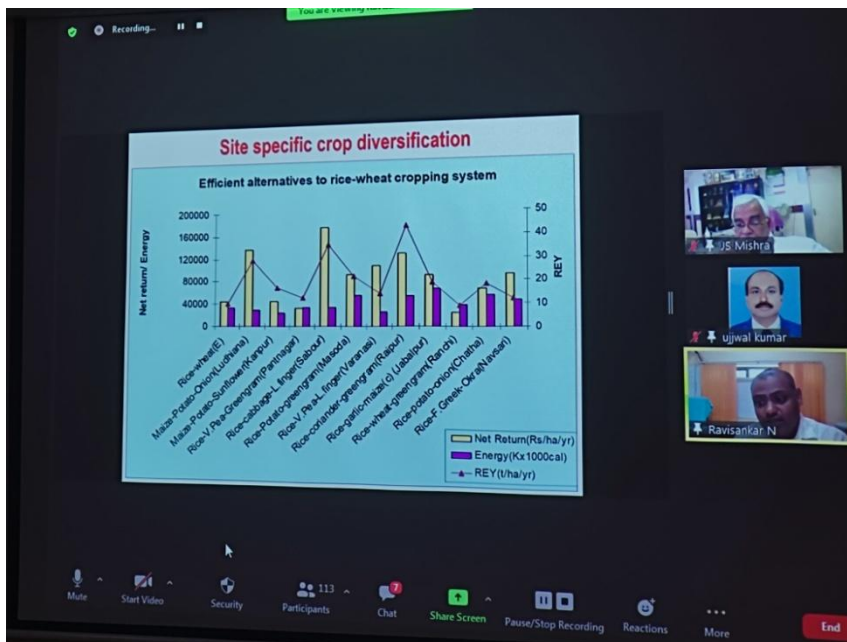 Recording...
You are viewing
Site specific crop diversification
Efficient alternatives to rice-wheat cropping system
Net return/ Energy
200000
160000
120000
80000
40000
0
50
40
30
20
10
0
REY
Rice-wheat(E)
Maize-Potato-Onion(Ludhiana)
Maize-Potato-Sunflower(Kanpur)
Rice-V.Pea-Greengram(Pantnagar)
Rice-cabbage-L.finger(Sabour)
Rice-Potato-greengram(Masoda)
Rice-V.Pea-L.finger(Varanasi)
Rice-coriander-greengram(Raipur)
Rice-garlic-maize(c) (Jabalpur)
Rice-wheat-greengram(Ranchi)
Rice-potato-onion(Chatha)
Rice-F.Greek-Okra(Navsari)
Net Return(Rs/ha/yr)
Energy(Kx1000cal)
REY(t/ha/yr)
JS Mishra
ujjwal kumar
Ravisankar N
Mute
Start Video
Security
113
Participants
7
Chat
Share Screen
Pause/Stop Recording
Reactions
More
End